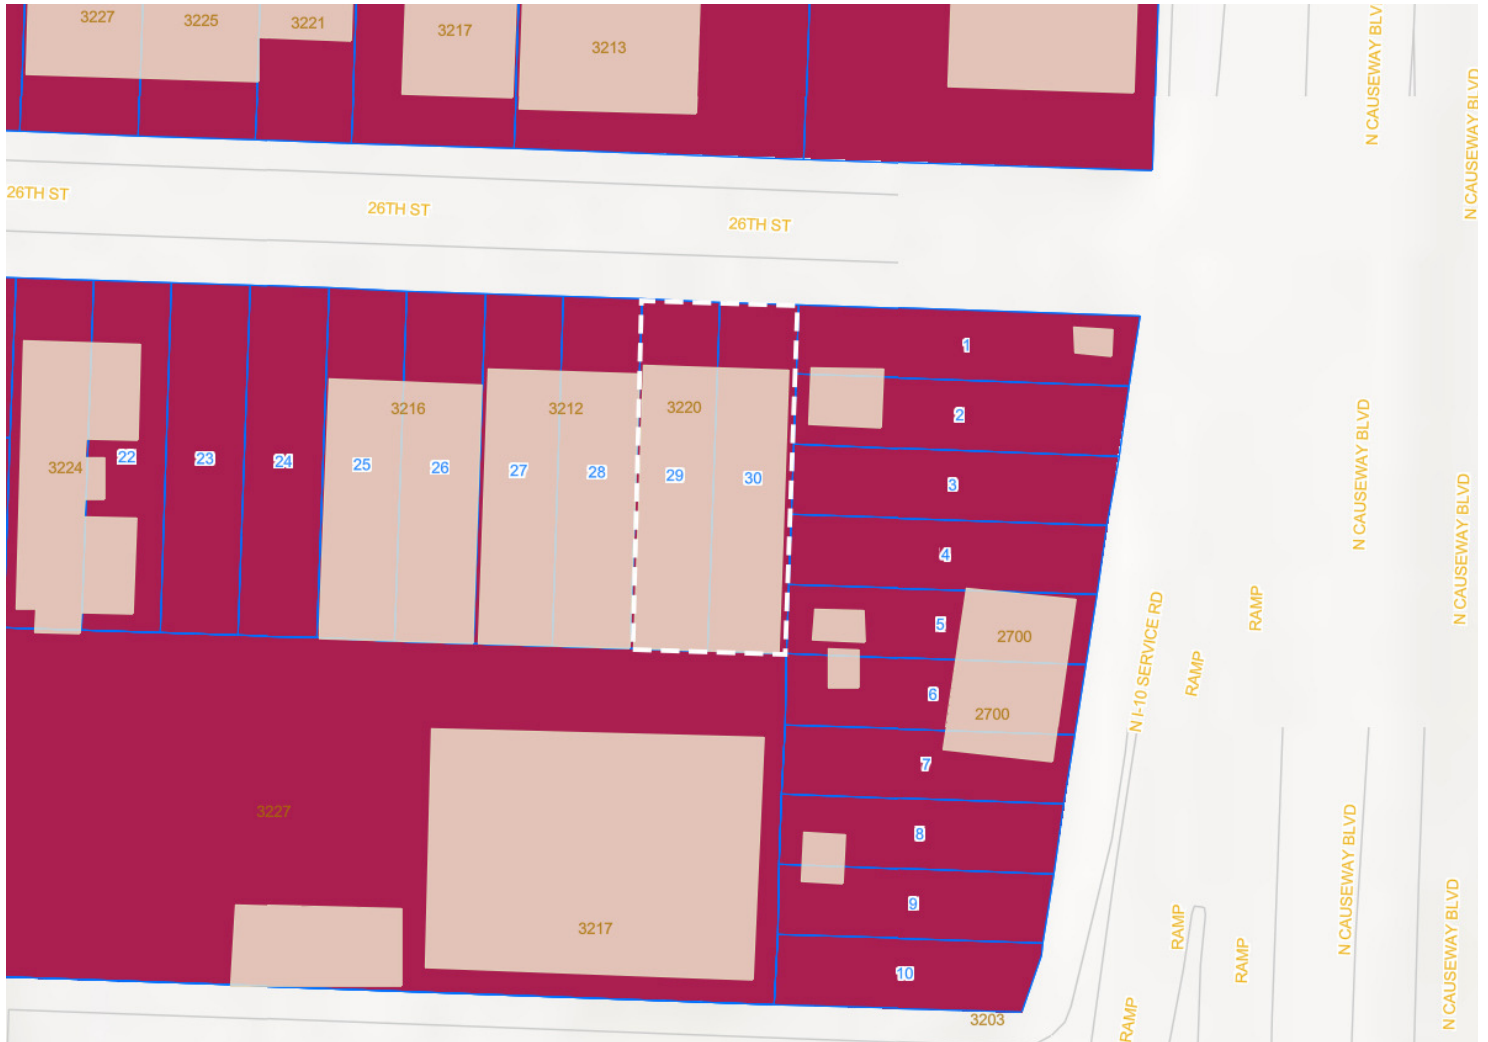 3227
3225
3221
3217
3213
N CAUSEWAY BLVD
N CAUSEWAY BLVD
26TH ST
26TH ST
26TH ST
1
2
3
4
5
6
7
8
9
10
3224
22
23
24
3216
25
26
3212
27
28
3220
29
30
2700
2700
N CAUSEWAY BLVD
N CAUSEWAY BLVD
N I-10 SERVICE RD
RAMP
RAMP
3227
3217
N CAUSEWAY BLVD
N CAUSEWAY BLVD
RAMP
RAMP
RAMP
3203